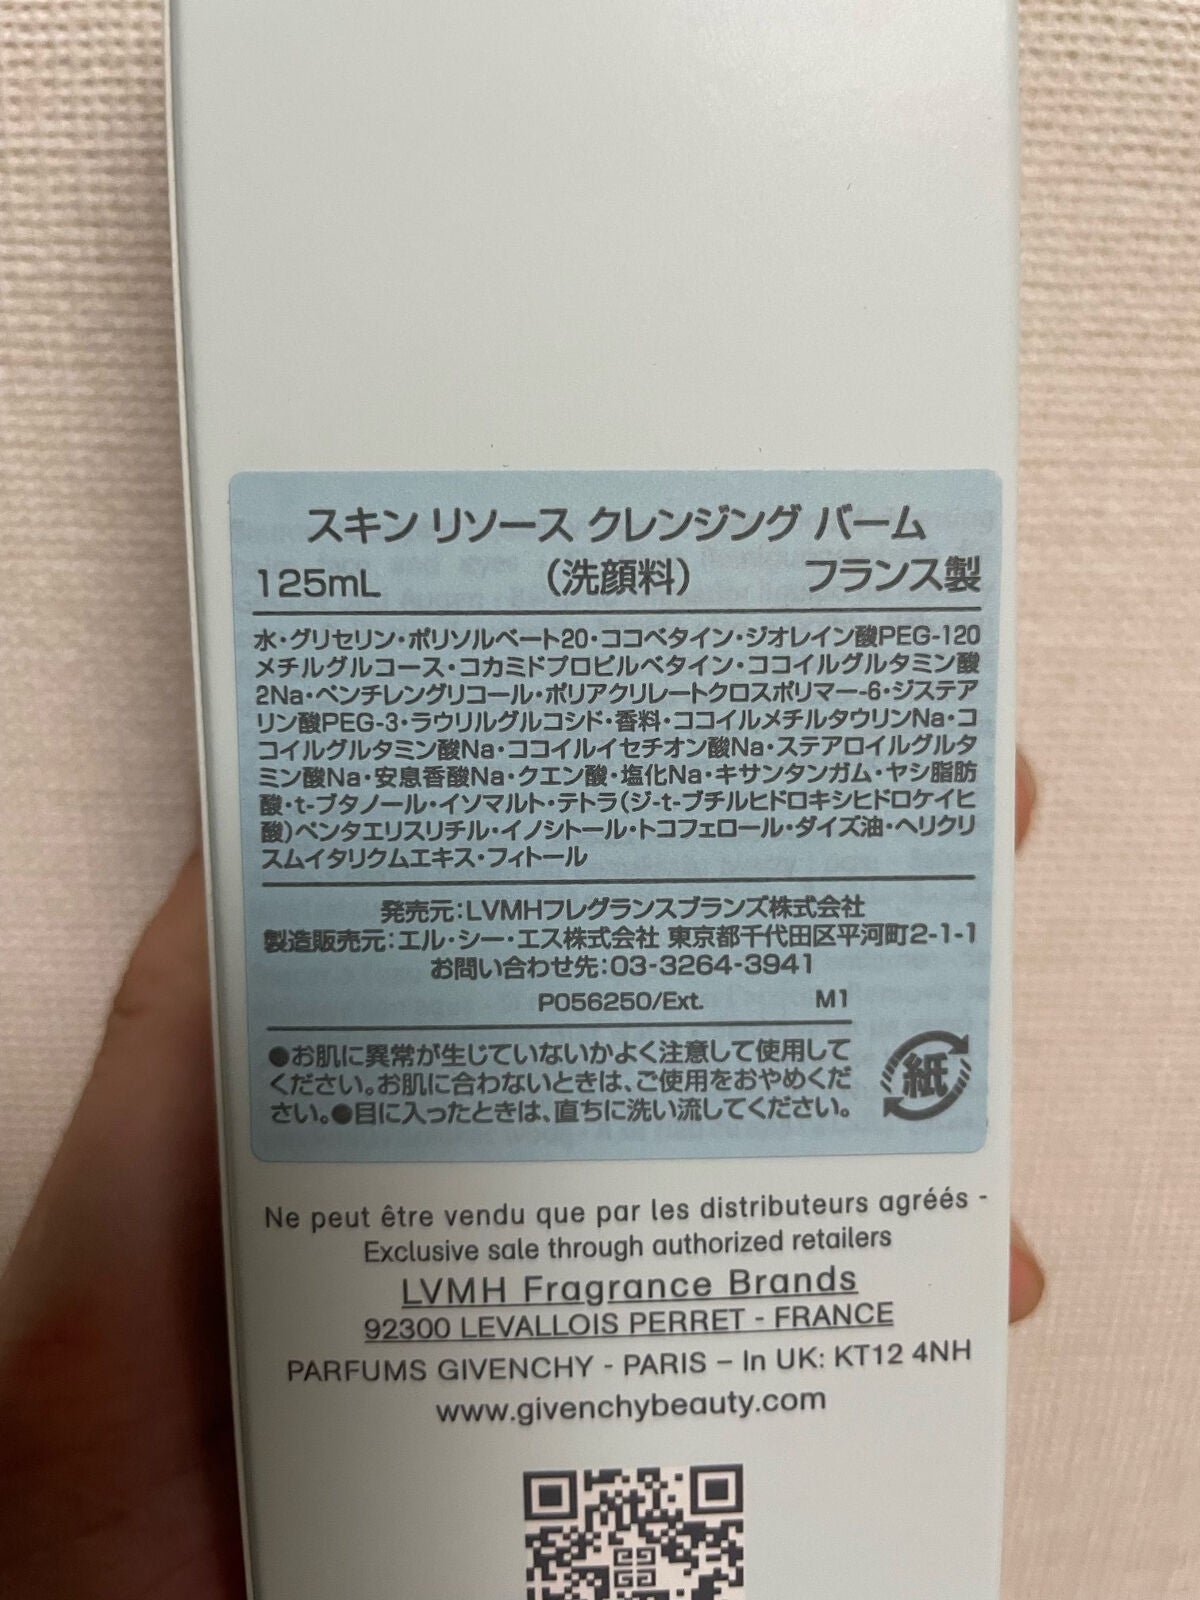 スキン リソース クレンジング バーム
125mL （洗顔料） フランス製
水・グリセリン・ポリソルベート20・ココベタイン・ジオレイン酸PEG-120
メチルグルコース・コカミドプロピルベタイン・ココイルグルタミン酸
2Na・ペンチレングリコール・ポリアクリレートクロスポリマー-6・ジステア
リン酸PEG-3・ラウリルグルコシド・香料・ココイルメチルタウリンNa・コ
コイルグルタミン酸Na・ココイルイセチオン酸Na・ステアロイルグルタ
ミン酸Na・安息香酸Na・クエン酸・塩化Na・キサンタンガム・ヤシ脂肪
酸・t-ブタノール・イソマルト・テトラ（ジ-t-ブチルヒドロキシヒドロケイヒ
酸）ペンタエリスリチル・イノシトール・トコフェロール・ダイズ油・ヘリクリ
スムイタリクムエキス・フィトール
発売元：LVMHフレグランスブランズ株式会社
製造販売元：エル・シー・エス株式会社 東京都千代田区平河町2-1-1
お問い合わせ先：03-3264-3941
P056250/Ext. M1
●お肌に異常が生じていないかよく注意して使用して
ください。お肌に合わないときは、ご使用をおやめくだ
さい。●目に入ったときは、直ちに洗い流してください。
紙
Ne peut être vendu que par les distributeurs agréés -
Exclusive sale through authorized retailers
LVMH Fragrance Brands
92300 LEVALLOIS PERRET - FRANCE
PARFUMS GIVENCHY - PARIS – In UK: KT12 4NH
www.givenchybeauty.com